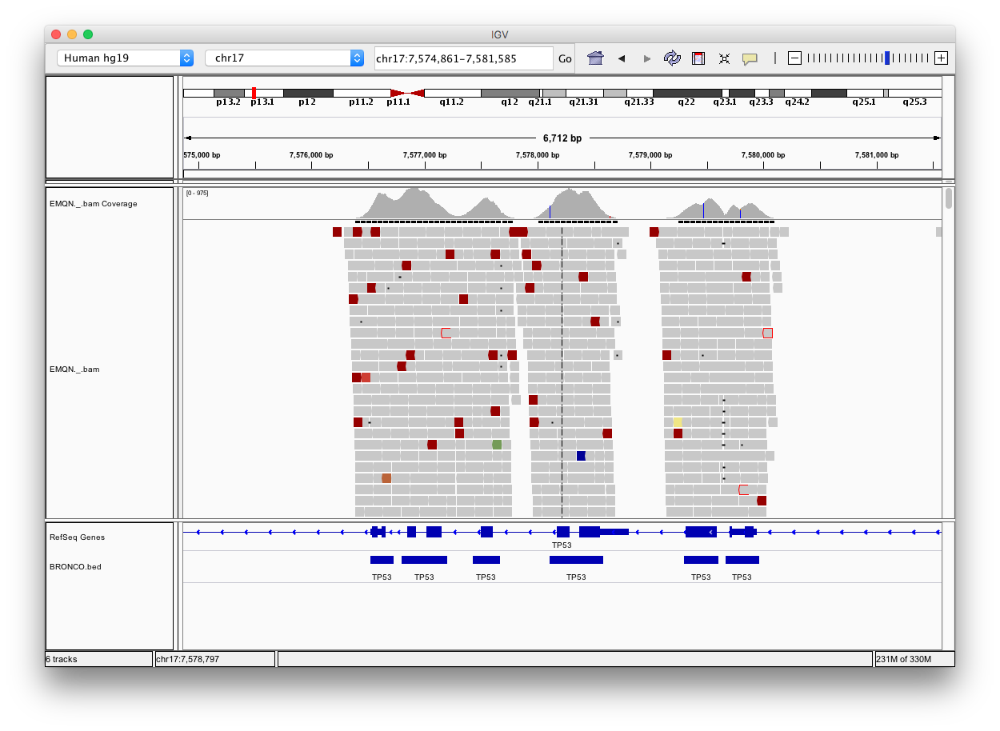 IGV
Human hg19 chr17 chr17:7,574,861-7,581,585 Go
p13.2 p13.1 p12 p11.2 p11.1 q11.2 q12 q21.1 q21.31 q21.33 q22 q23.1 q23.3 q24.2 q25.1 q25.3
6,712 bp
575,000 bp 7,576,000 bp 7,577,000 bp 7,578,000 bp 7,579,000 bp 7,580,000 bp 7,581,000 bp
[0 - 975]
EMQN._.bam Coverage
EMQN._.bam
RefSeq Genes
TP53
BRONCO.bed
TP53 TP53 TP53 TP53 TP53 TP53
6 tracks chr17:7,578,797 231M of 330M